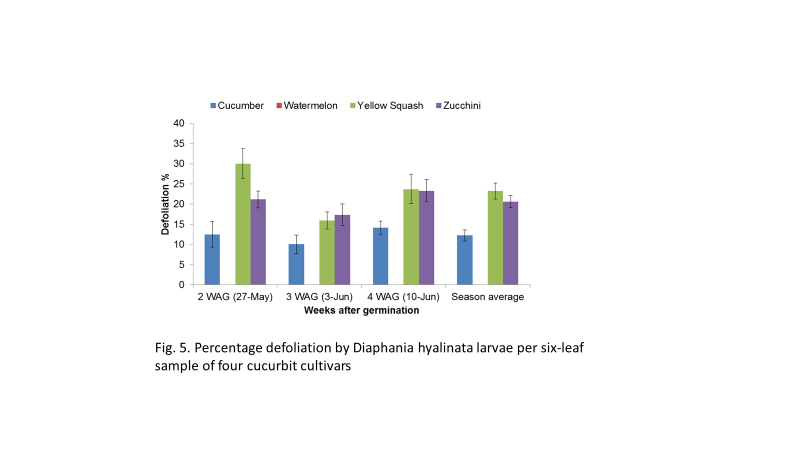 Cucumber Watermelon Yellow Squash Zucchini
40
35
30
25
20
15
10
5
0
Defoliation %
2 WAG (27-May) 3 WAG (3-Jun) 4 WAG (10-Jun) Season average
Weeks after germination
Fig. 5. Percentage defoliation by Diaphania hyalinata larvae per six-leaf
sample of four cucurbit cultivars